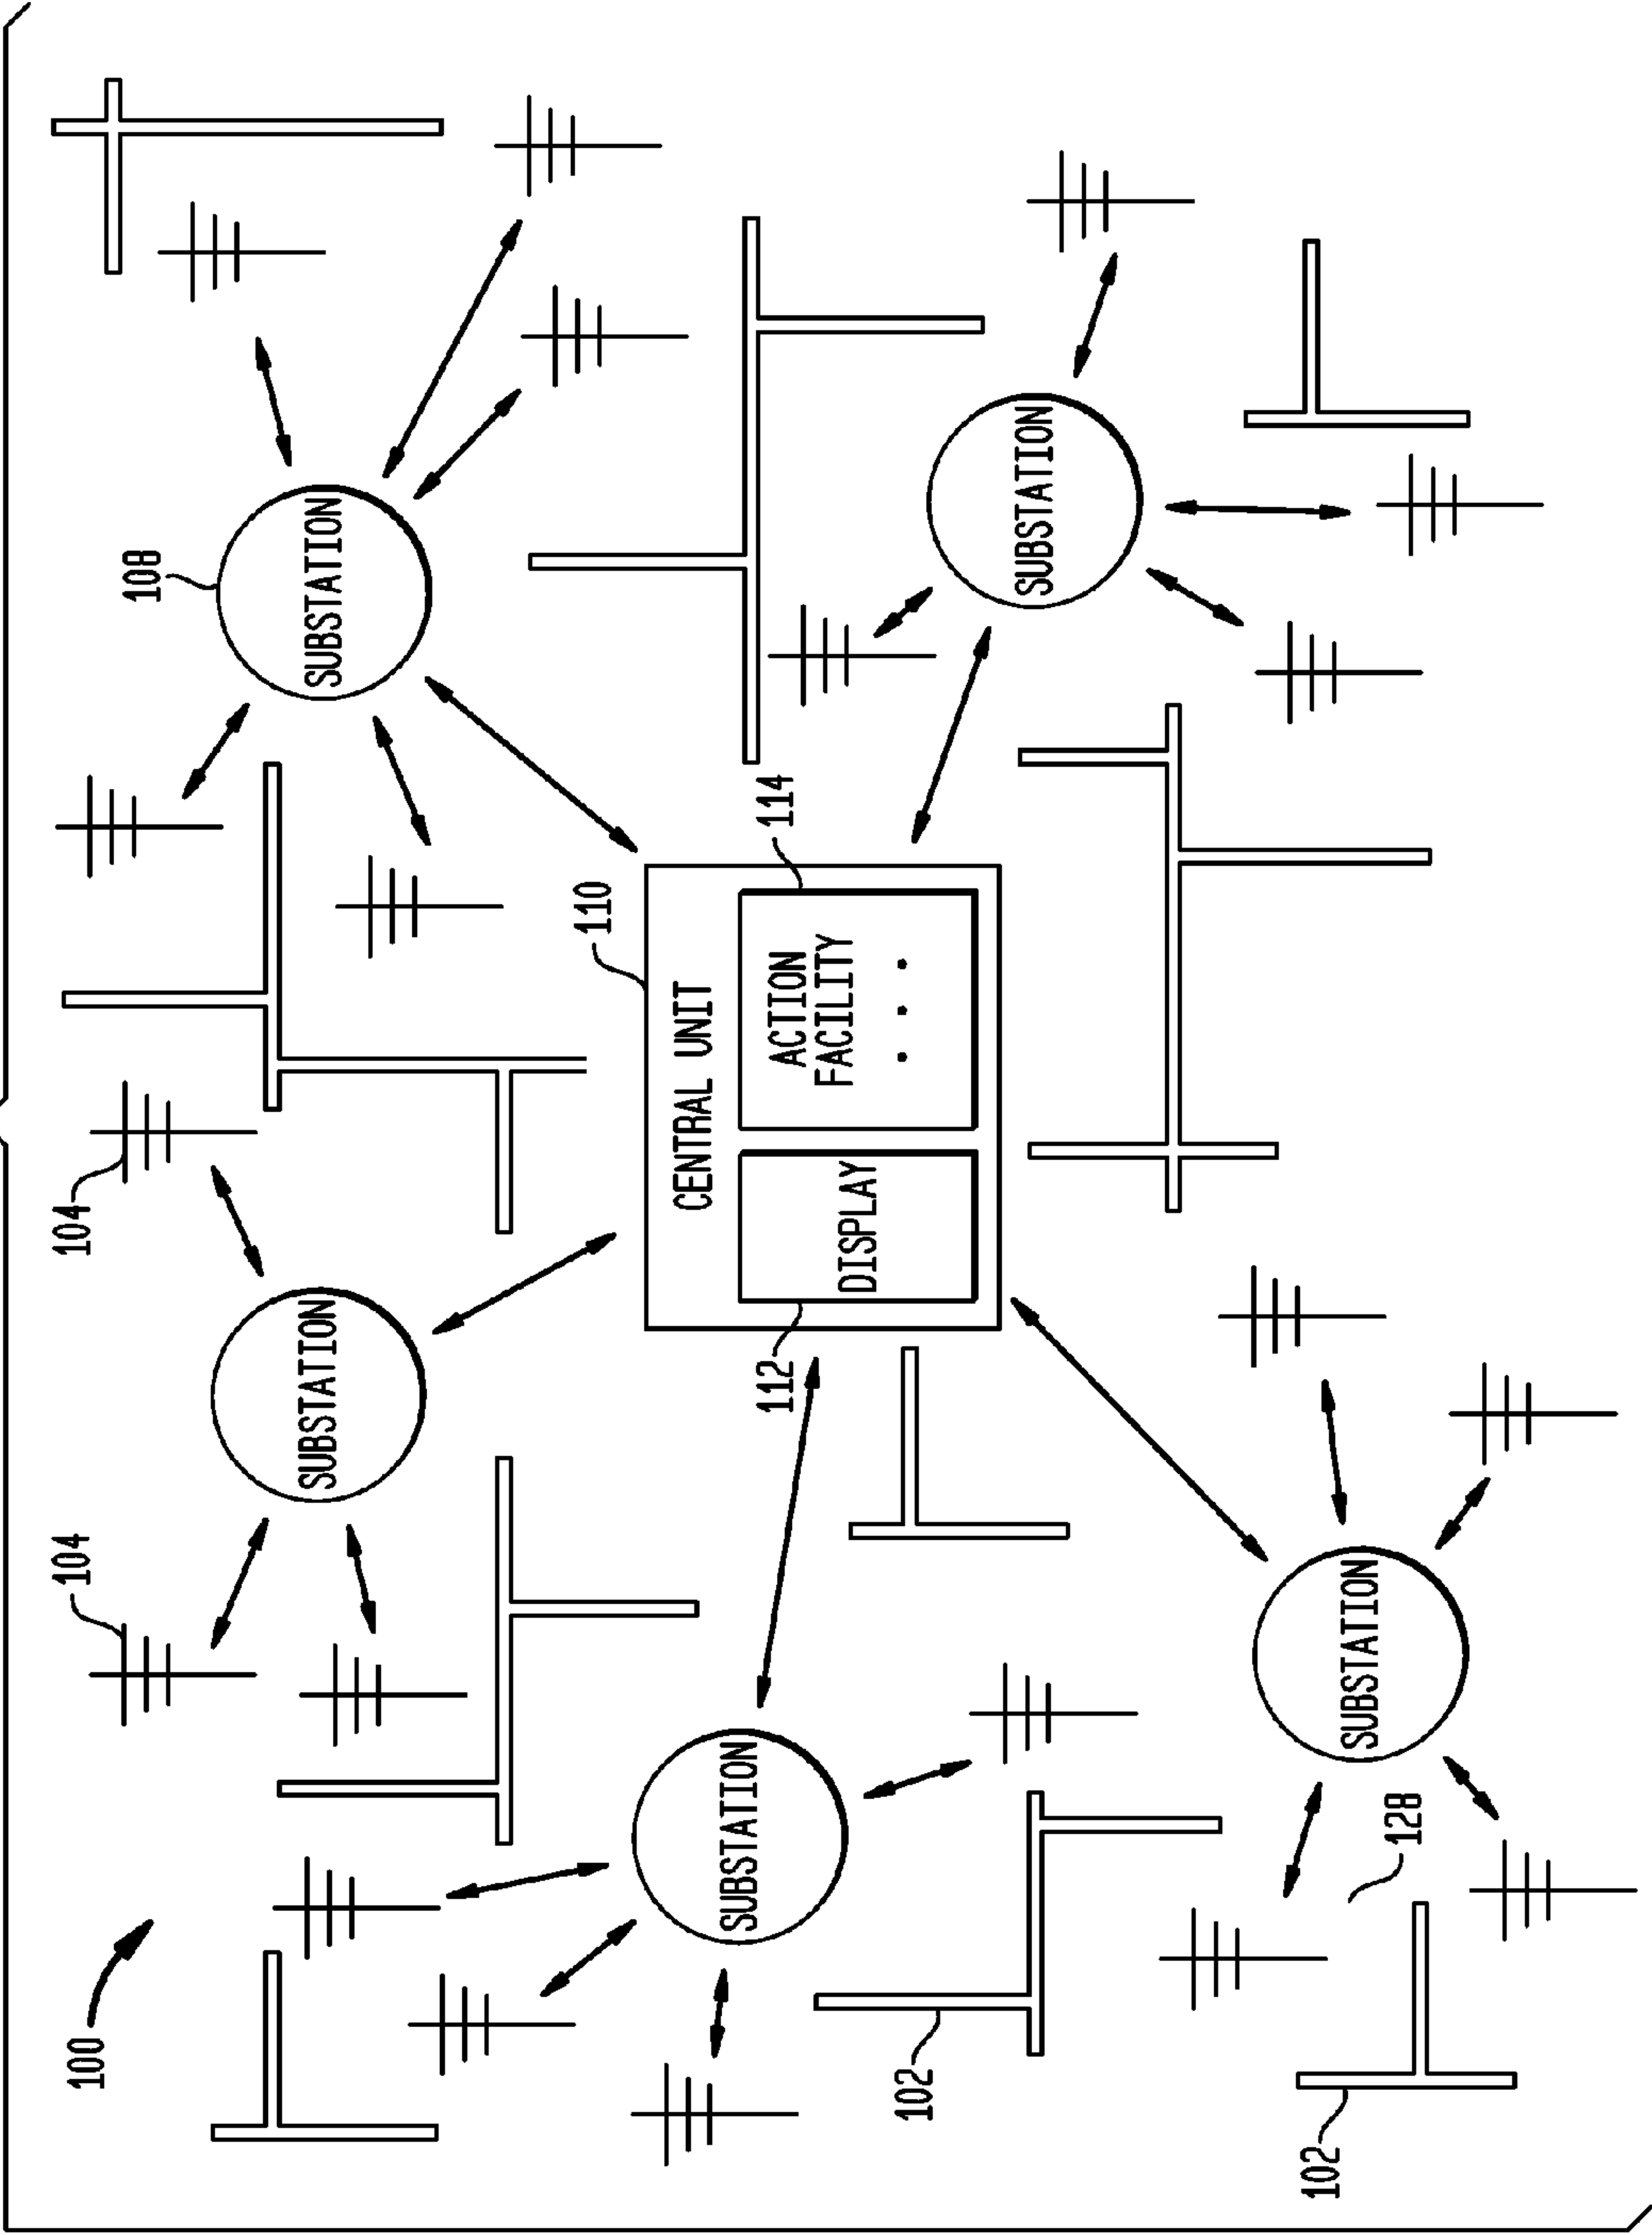 100
104
104
108
SUBSTATION
SUBSTATION
110
CENTRAL UNIT
SUBSTATION
112
114
DISPLAY
ACTION
FACILITY
102
SUBSTATION
102
SUBSTATION
128